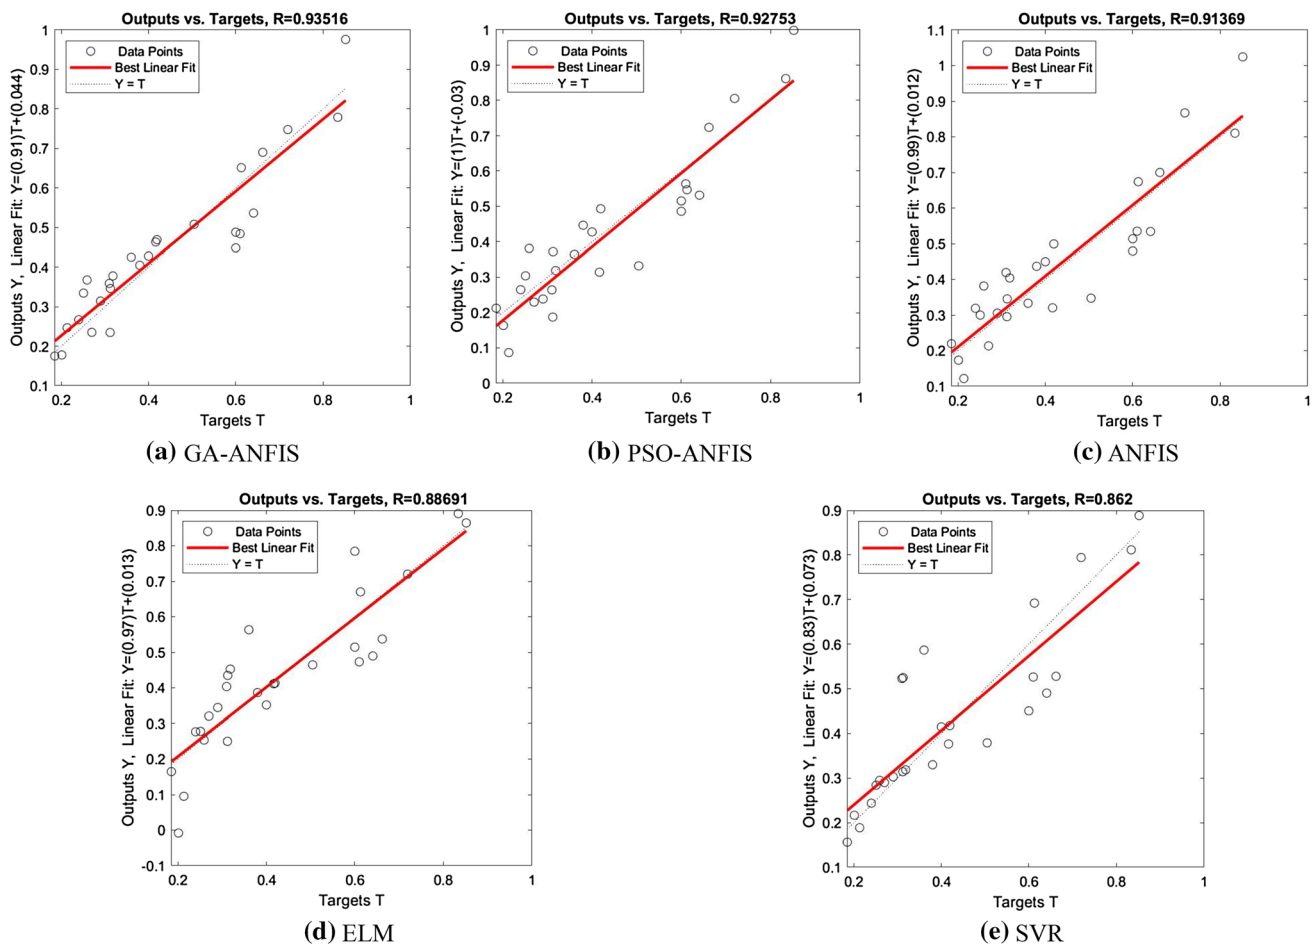 Outputs vs. Targets, R=0.93516
Data Points
Best Linear Fit
Y = T
Outputs Y, Linear Fit: Y=(0.91)T+(0.044)
1
0.9
0.8
0.7
0.6
0.5
0.4
0.3
0.2
0.1
0.2 0.4 0.6 0.8 1
Targets T
(a) GA-ANFIS
Outputs vs. Targets, R=0.92753
Data Points
Best Linear Fit
Y = T
Outputs Y, Linear Fit: Y=(1)T+(-0.03)
1
0.9
0.8
0.7
0.6
0.5
0.4
0.3
0.2
0.1
0
0.2 0.4 0.6 0.8 1
Targets T
(b) PSO-ANFIS
Outputs vs. Targets, R=0.91369
Data Points
Best Linear Fit
Y = T
Outputs Y, Linear Fit: Y=(0.99)T+(0.012)
1.1
1
0.9
0.8
0.7
0.6
0.5
0.4
0.3
0.2
0.1
0.2 0.4 0.6 0.8 1
Targets T
(c) ANFIS
Outputs vs. Targets, R=0.88691
Data Points
Best Linear Fit
Y = T
Outputs Y, Linear Fit: Y=(0.97)T+(0.013)
0.9
0.8
0.7
0.6
0.5
0.4
0.3
0.2
0.1
0
-0.1
0.2 0.4 0.6 0.8 1
Targets T
(d) ELM
Outputs vs. Targets, R=0.862
Data Points
Best Linear Fit
Y = T
Outputs Y, Linear Fit: Y=(0.83)T+(0.073)
0.9
0.8
0.7
0.6
0.5
0.4
0.3
0.2
0.1
0.2 0.4 0.6 0.8 1
Targets T
(e) SVR